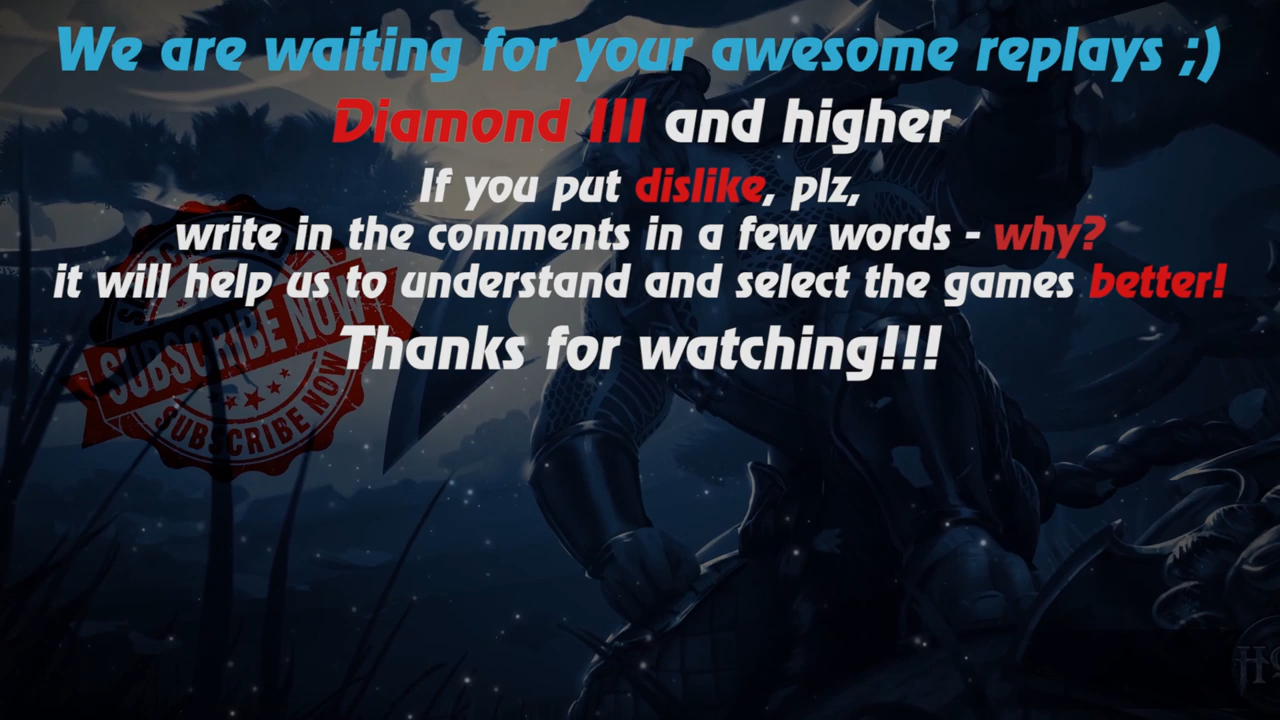 We are waiting for your awesome replays ;)
Diamond III and higher
If you put dislike, plz,
write in the comments in a few words - why?
it will help us to understand and select the games better!
Thanks for watching!!!
SUBSCRIBE NOW
SUBSCRIBE NOW